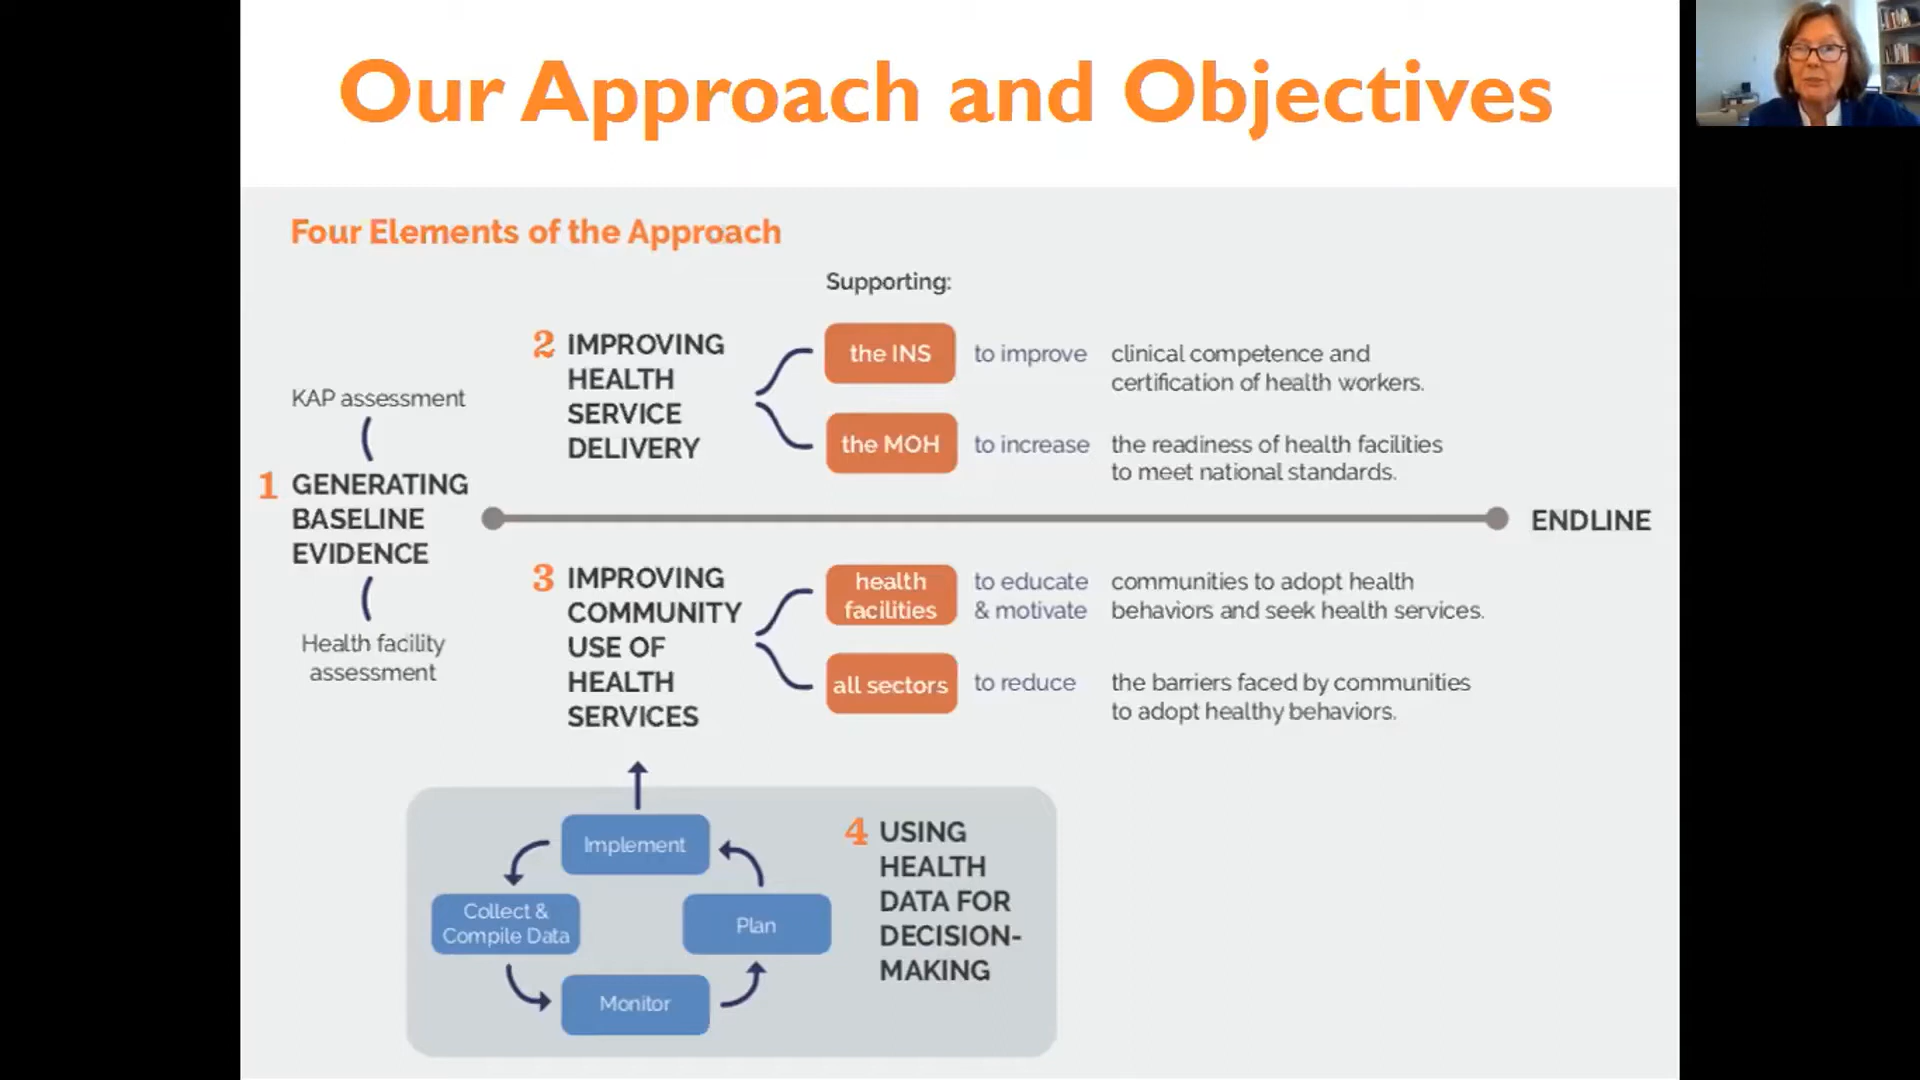 Our Approach and Objectives
Four Elements of the Approach
KAP assessment
1 GENERATING
BASELINE
EVIDENCE
Health facility
assessment
2 IMPROVING
HEALTH
SERVICE
DELIVERY
Supporting:
the INS to improve clinical competence and
certification of health workers.
the MOH to increase the readiness of health facilities
to meet national standards.
ENDLINE
3 IMPROVING
COMMUNITY
USE OF
HEALTH
SERVICES
health
facilities
to educate
& motivate
communities to adopt health
behaviors and seek health services.
all sectors to reduce the barriers faced by communities
to adopt healthy behaviors.
4 USING
HEALTH
DATA FOR
DECISION-
MAKING
Implement
Collect &
Compile Data
Monitor
Plan